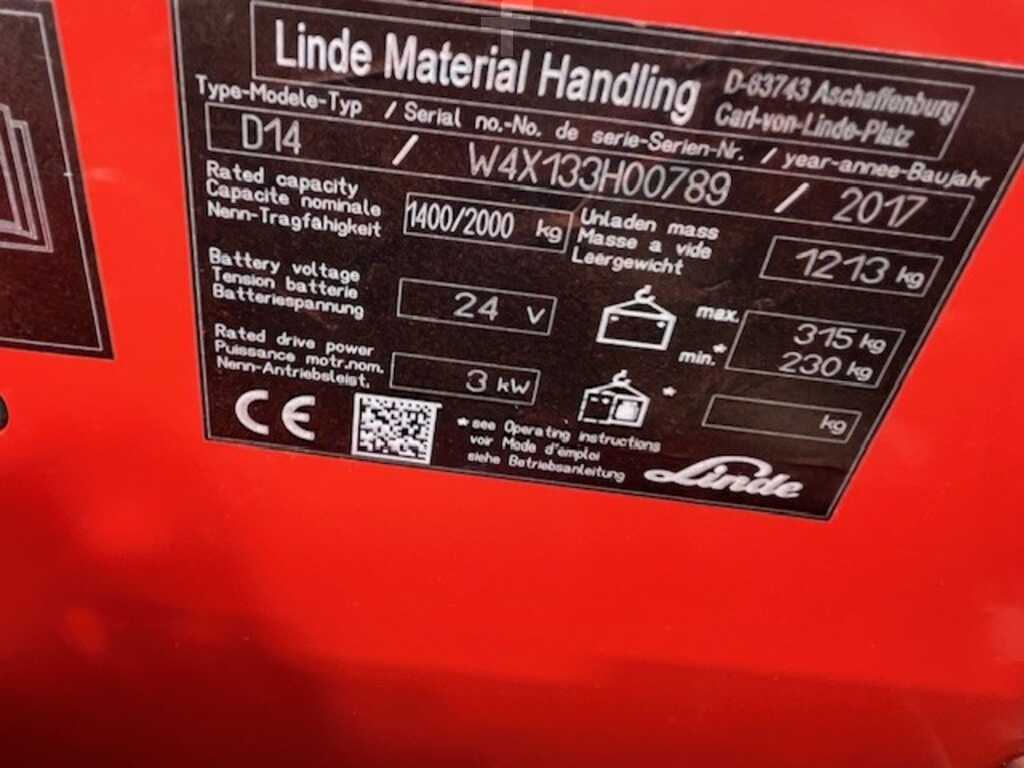 Linde Material Handling
D-63743 Aschaffenburg
Carl-von-Linde-Platz
Type-Modele-Typ / Serial no.-No. de serie-Serien-Nr. / year-annee-Baujahr
D14 / W4X133H00789 / 2017
Rated capacity
Capacite nominale
Nenn-Tragfähigkeit
1400/2000 kg
Unladen mass
Masse a vide
Leergewicht
1213 kg
Battery voltage
Tension batterie
Batteriespannung
24 V
max. 315 kg
min.* 230 kg
Rated drive power
Puissance motr.nom.
Nenn-Antriebsleist.
3 kW
* kg
CE
*see Operating instructions
voir Mode d'emploi
siehe Betriebsanleitung
Linde